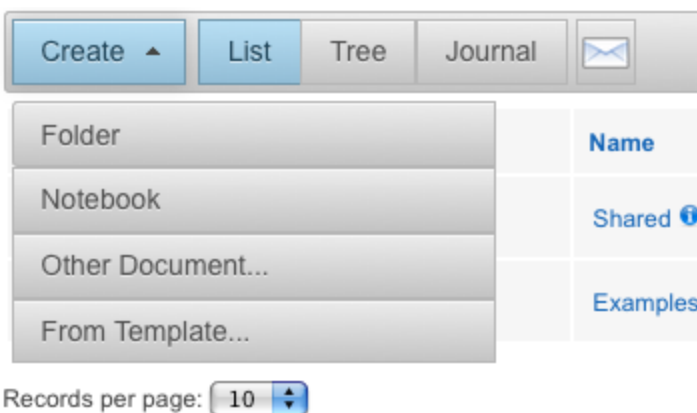 Create List Tree Journal
Folder
Name
Notebook
Shared
Other Document...
Examples
From Template...
Records per page: 10